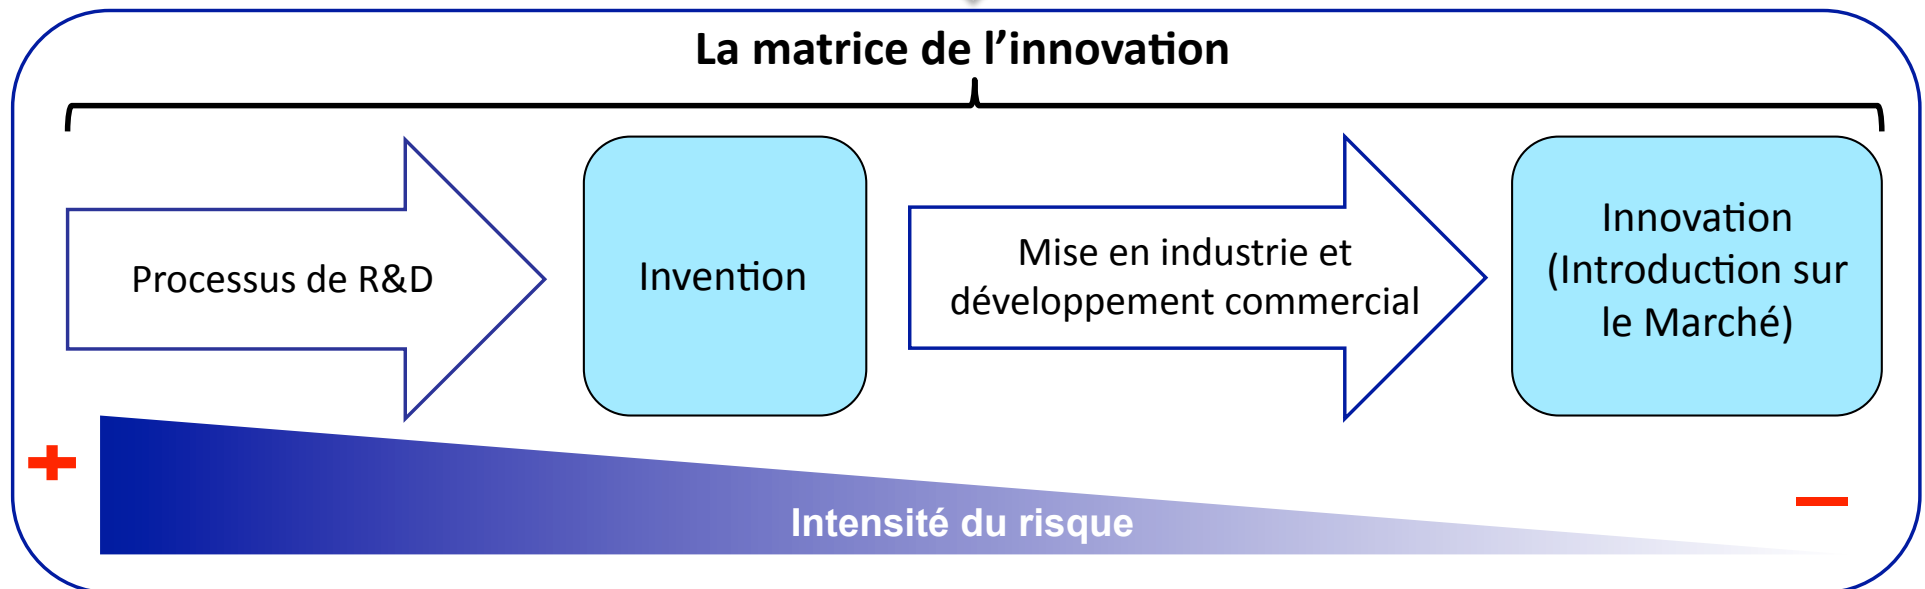 La matrice de l’innovation
Processus de R&D
Invention
Mise en industrie et
développement commercial
Innovation
(Introduction sur
le Marché)
+
−
Intensité du risque